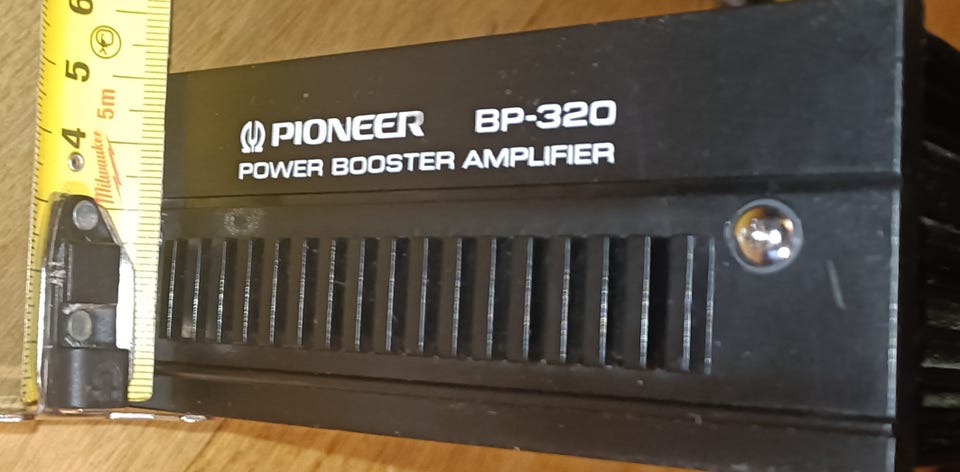 PIONEER BP-320
POWER BOOSTER AMPLIFIER
6
5
4
Milwaukee 5m